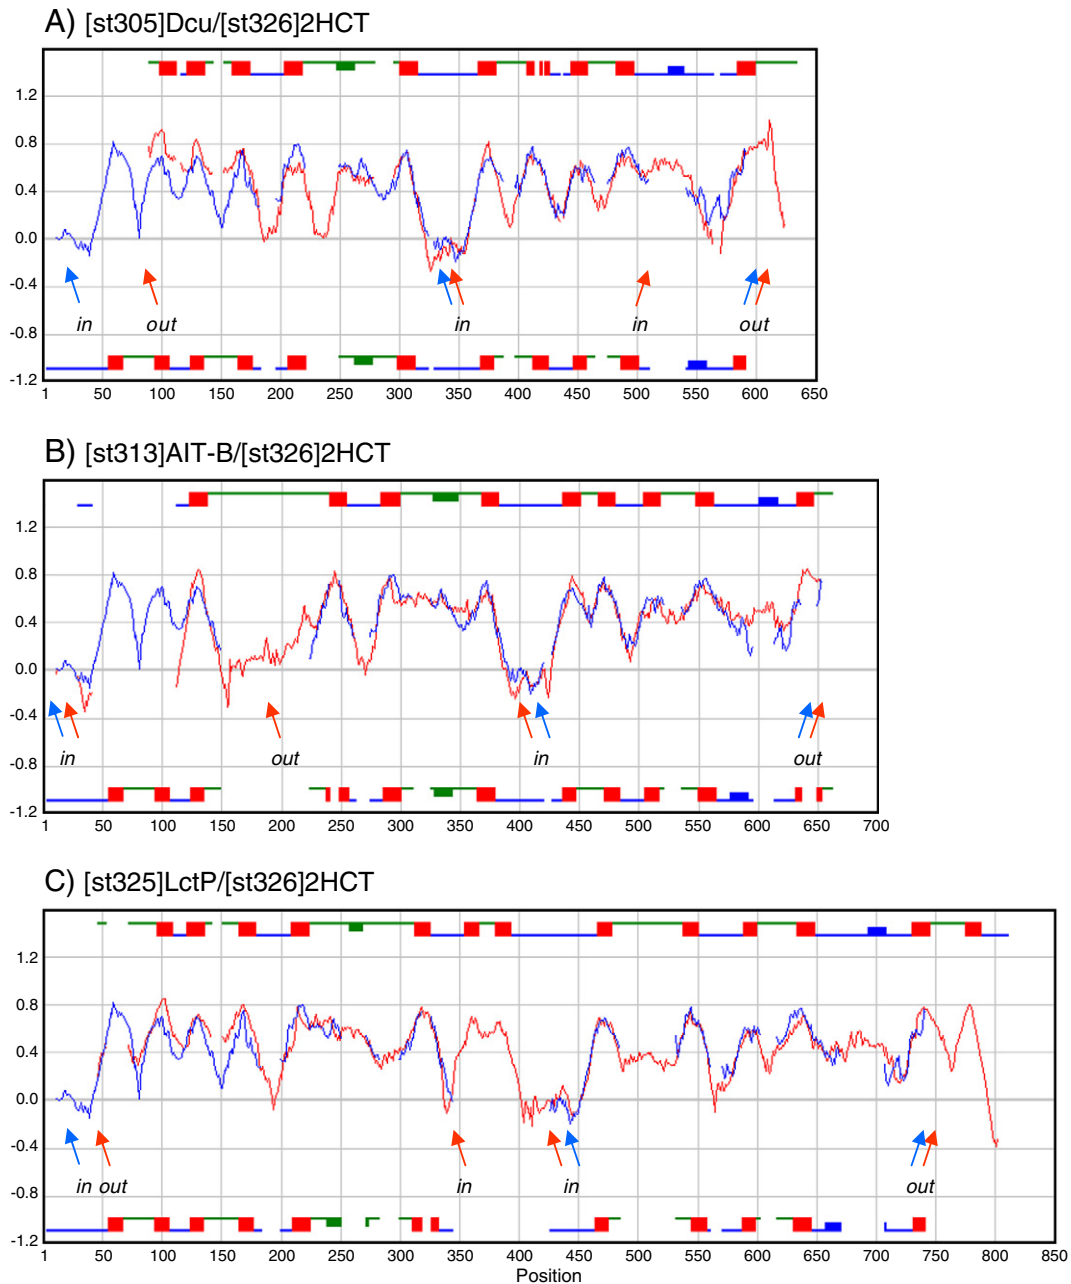 A) [st305]Dcu/[st326]2HCT
1.2
0.8
0.4
0.0
-0.4
-0.8
-1.2
in out in in out
1 50 100 150 200 250 300 350 400 450 500 550 600 650
B) [st313]AIT-B/[st326]2HCT
1.2
0.8
0.4
0.0
-0.4
-0.8
-1.2
in out in out
1 50 100 150 200 250 300 350 400 450 500 550 600 650 700
C) [st325]LctP/[st326]2HCT
1.2
0.8
0.4
0.0
-0.4
-0.8
-1.2
in out in in out
1 50 100 150 200 250 300 350 400 450 500 550 600 650 700 750 800 850
Position